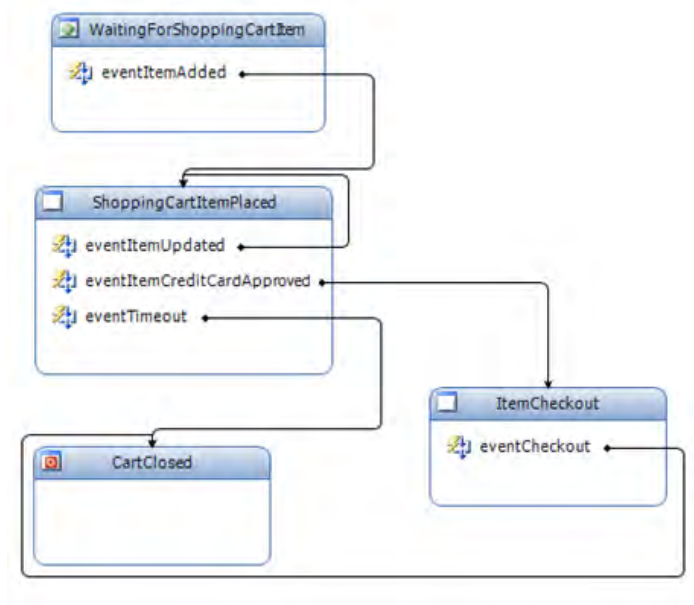 WaitingForShoppingCartItem
eventItemAdded
ShoppingCartItemPlaced
eventItemUpdated
eventItemCreditCardApproved
eventTimeout
ItemCheckout
eventCheckout
CartClosed